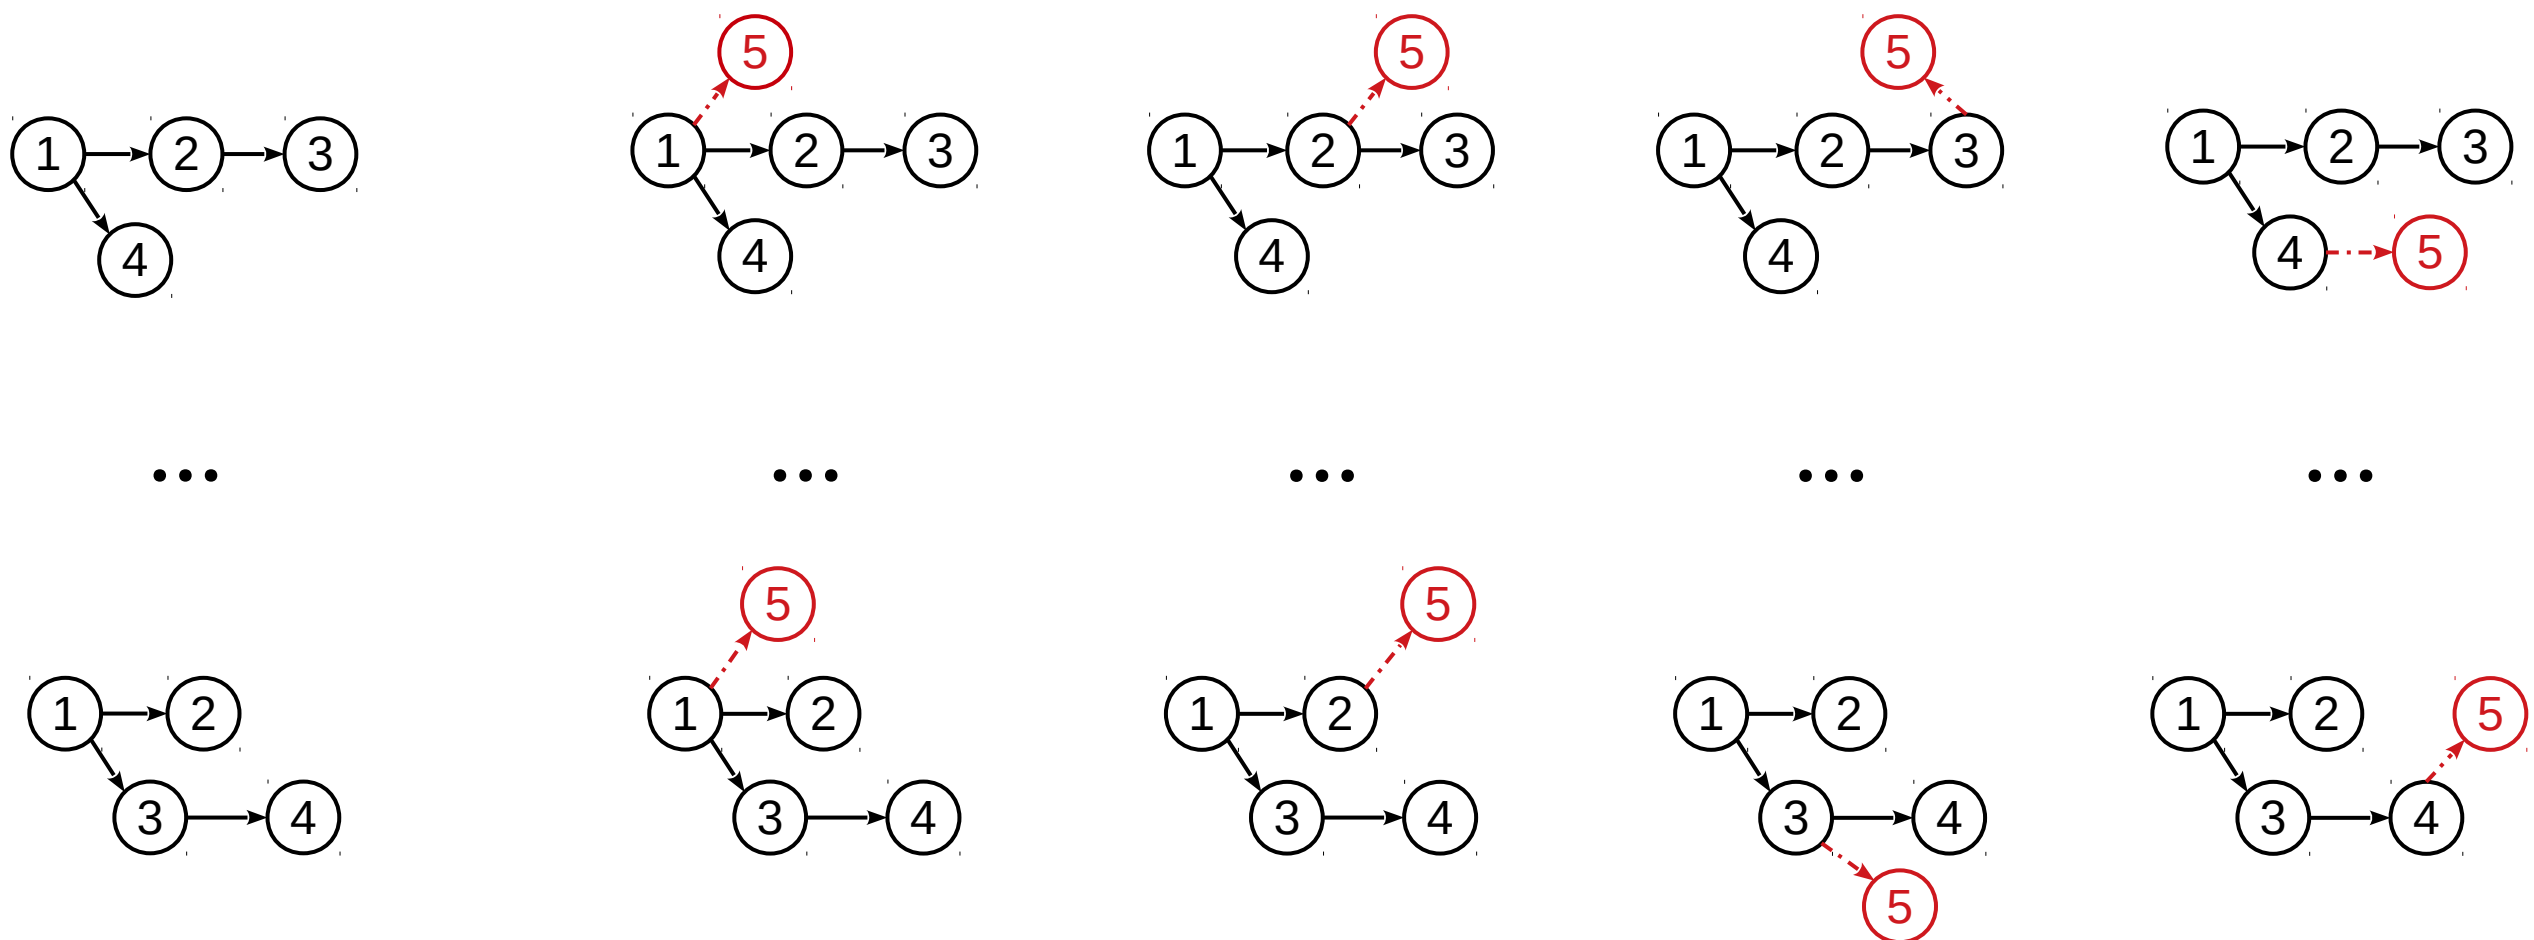 5 5 5
1 2 3 1 2 3 1 2 3 1 2 3 1 2 3
4 4 4 4 4 5
... ... ... ... ...
5 5
1 2 1 2 1 2 1 2 1 2 5
3 4 3 4 3 4 3 4 3 4
5